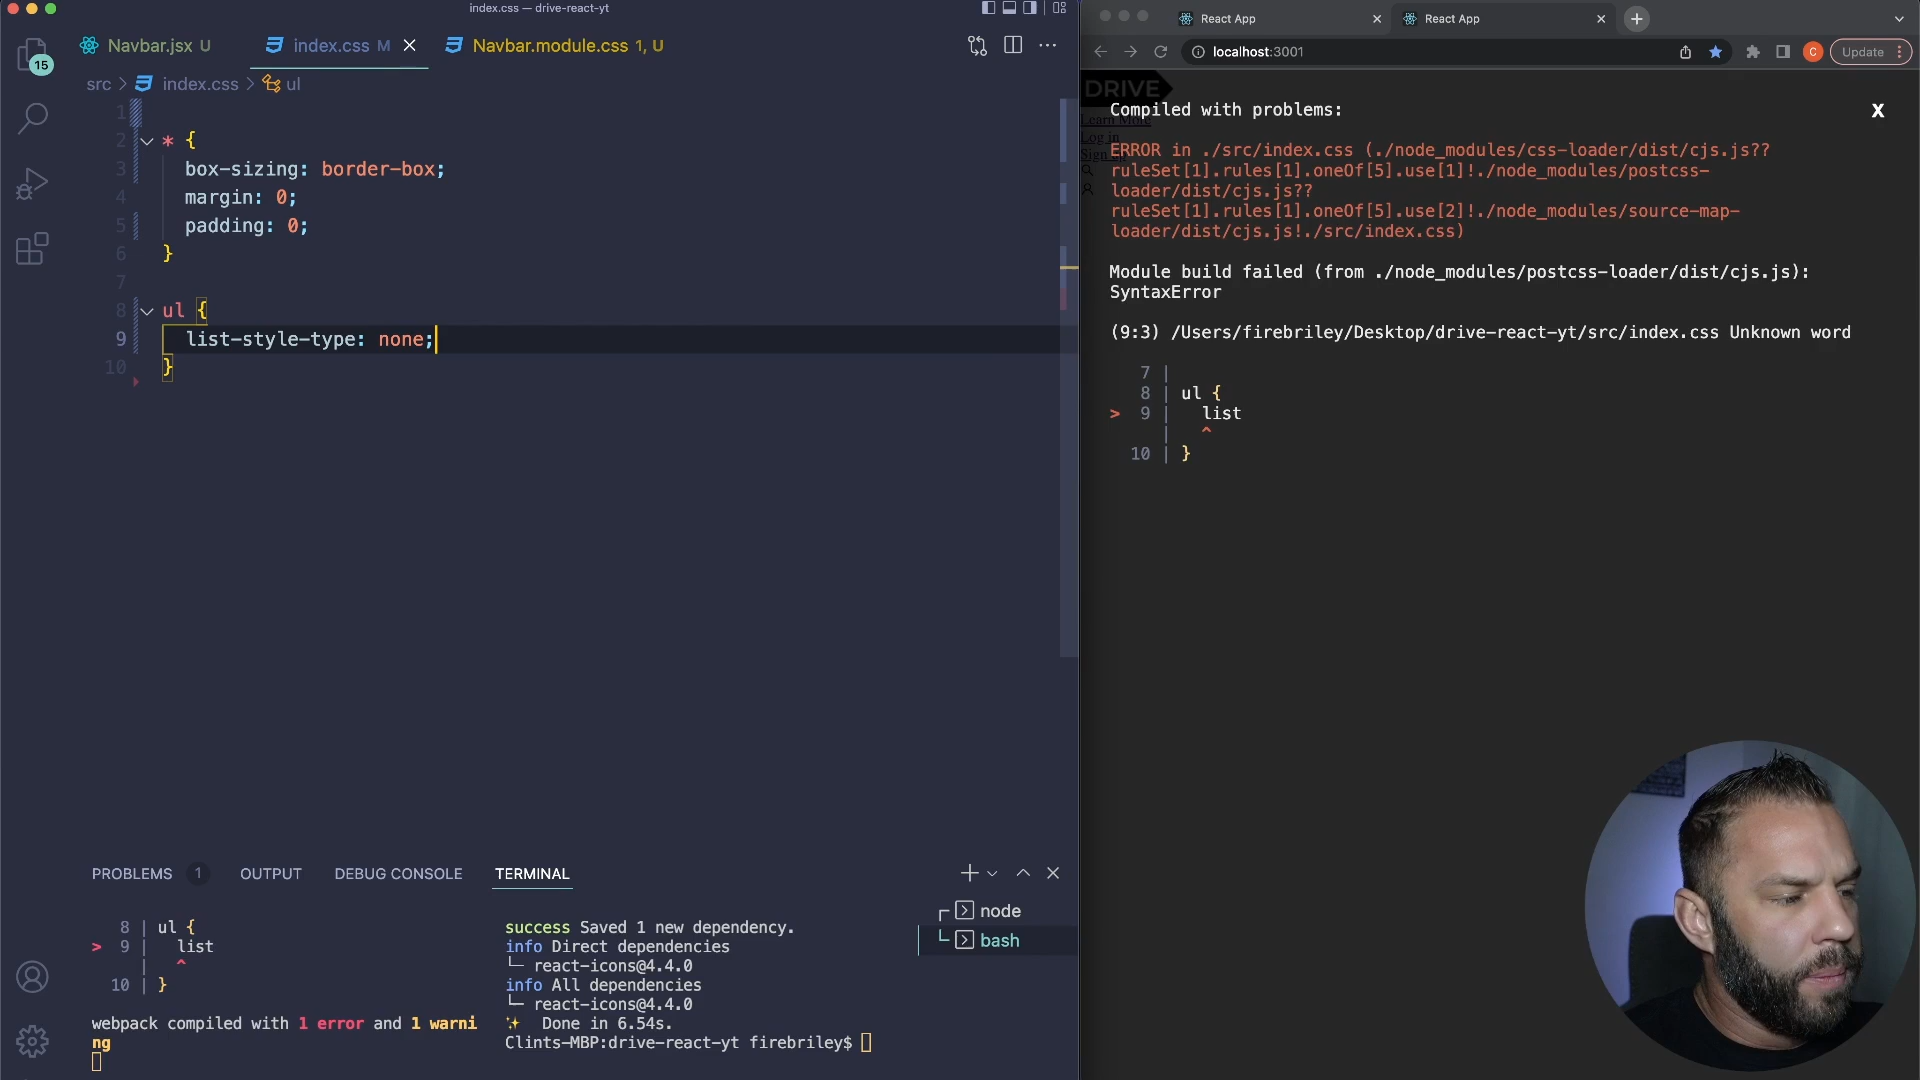 index.css — drive-react-yt
Navbar.jsx U
index.css M
Navbar.module.css 1, U
src > index.css > ul
1
2 * {
3 box-sizing: border-box;
4 margin: 0;
5 padding: 0;
6 }
7
8 ul {
9 list-style-type: none;
10 }
15
PROBLEMS 1 OUTPUT DEBUG CONSOLE TERMINAL
8 | ul {
> 9 | list
| ^
10 | }
webpack compiled with 1 error and 1 warni
ng
success Saved 1 new dependency.
info Direct dependencies
└─ react-icons@4.4.0
info All dependencies
└─ react-icons@4.4.0
✨ Done in 6.54s.
Clints-MBP:drive-react-yt firebriley$
node
bash
React App
React App
localhost:3001
C
Update
DRIVE
Learn More
Log in
Sign up
Compiled with problems:
X
ERROR in ./src/index.css (./node_modules/css-loader/dist/cjs.js??
ruleSet[1].rules[1].oneOf[5].use[1]!./node_modules/postcss-
loader/dist/cjs.js??
ruleSet[1].rules[1].oneOf[5].use[2]!./node_modules/source-map-
loader/dist/cjs.js!./src/index.css)
Module build failed (from ./node_modules/postcss-loader/dist/cjs.js):
SyntaxError
(9:3) /Users/firebriley/Desktop/drive-react-yt/src/index.css Unknown word
7 |
8 | ul {
> 9 | list
| ^
10 | }